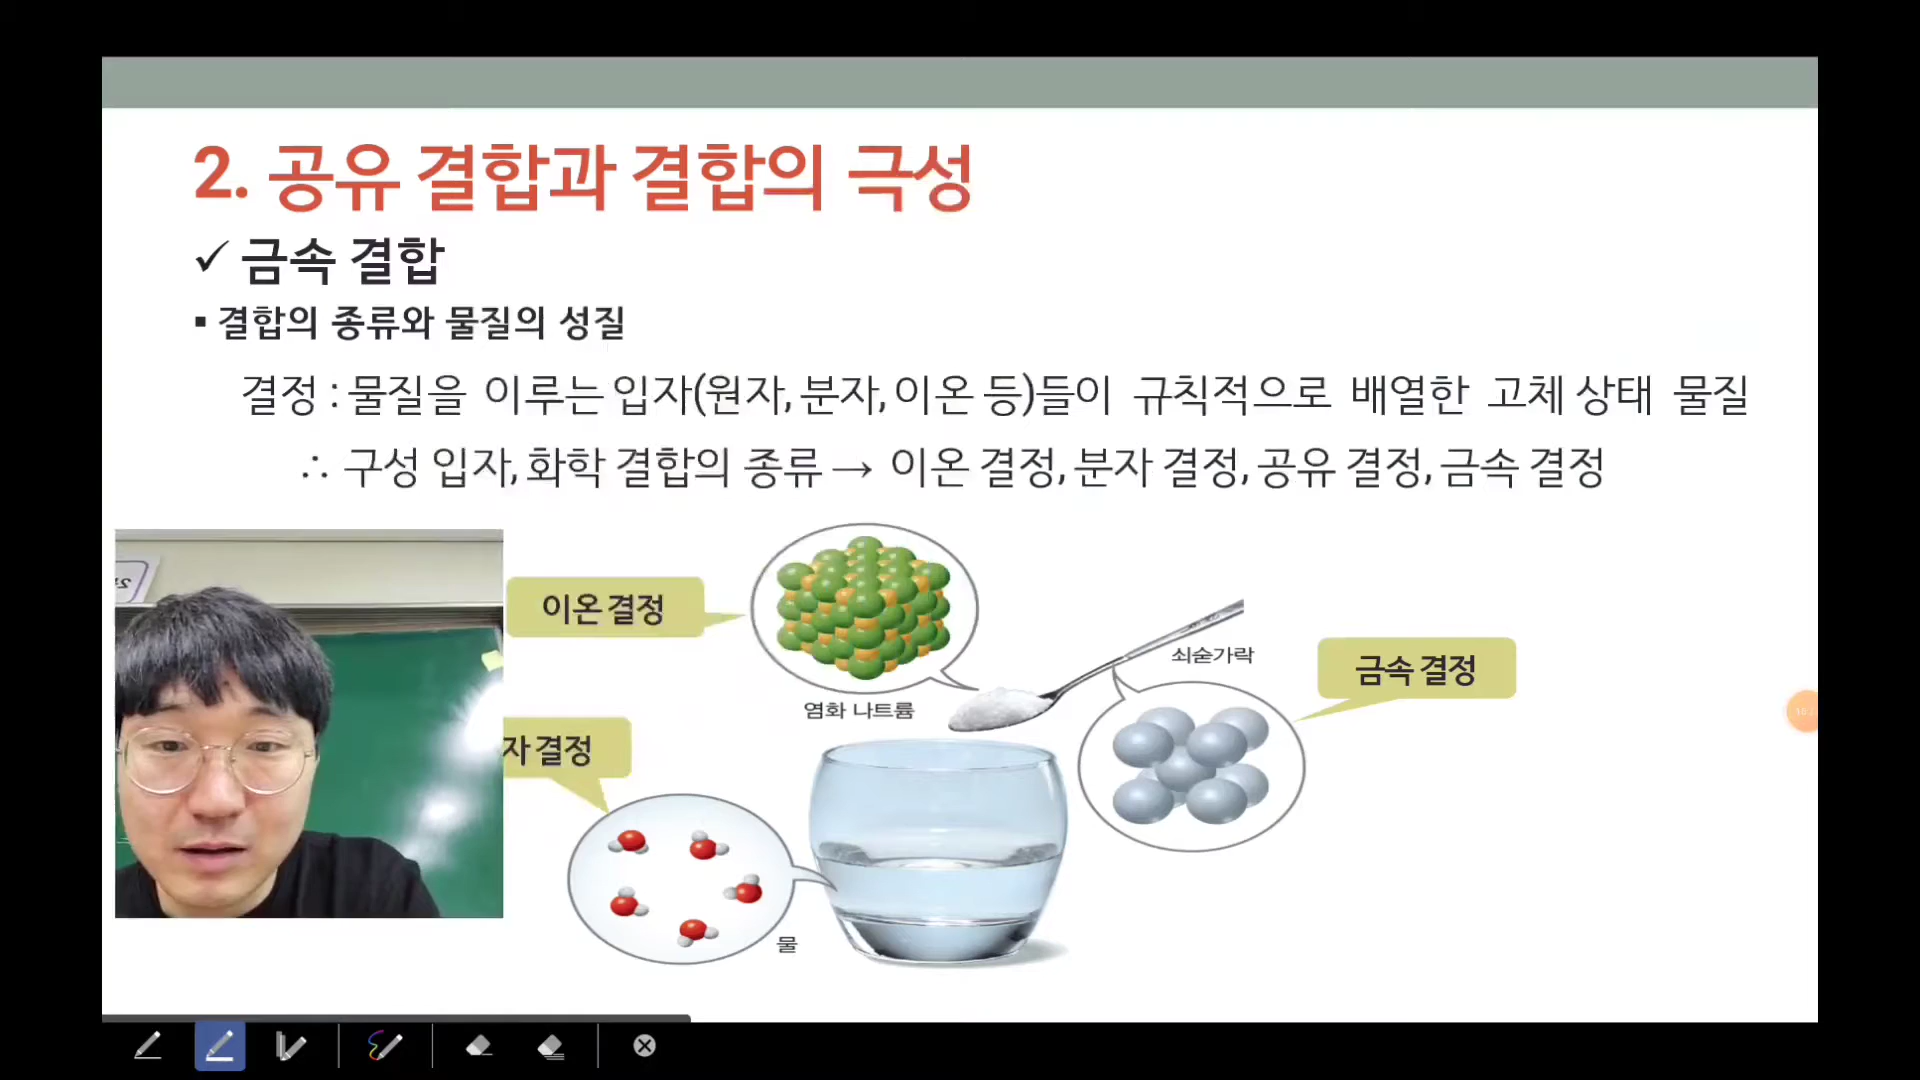 2. 공유 결합과 결합의 극성
✓ 금속 결합
▪ 결합의 종류와 물질의 성질
결정 : 물질을 이루는 입자(원자, 분자, 이온 등)들이 규칙적으로 배열한 고체 상태 물질
∴ 구성 입자, 화학 결합의 종류 → 이온 결정, 분자 결정, 공유 결정, 금속 결정
이온 결정
쇠숟가락
금속 결정
염화 나트륨
자 결정
물